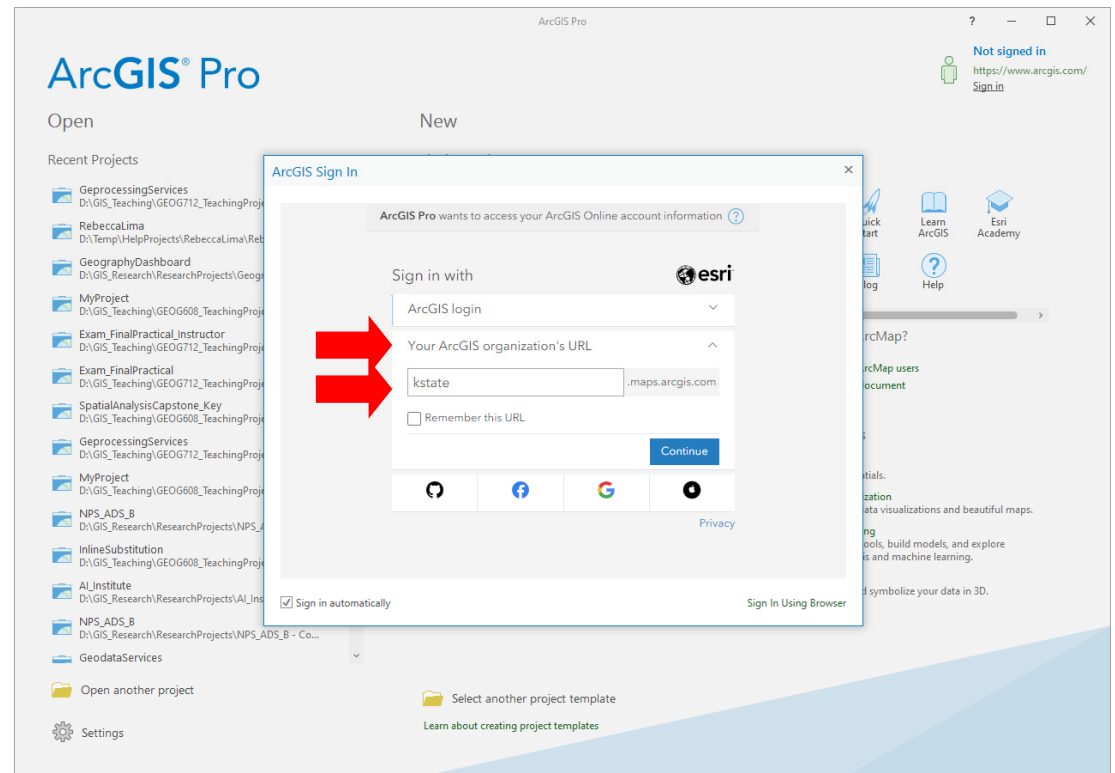 ArcGIS Pro
?
ArcGIS® Pro
Not signed in
https://www.arcgis.com/
Sign in
Open
New
Recent Projects
GeprocessingServices
D:\GIS_Teaching\GEOG712_TeachingProje
RebeccaLima
D:\Temp\HelpProjects\RebeccaLima\Reb
GeographyDashboard
D:\GIS_Research\ResearchProjects\Geogr
MyProject
D:\GIS_Teaching\GEOG608_TeachingProje
Exam_FinalPractical_Instructor
D:\GIS_Teaching\GEOG712_TeachingProje
Exam_FinalPractical
D:\GIS_Teaching\GEOG712_TeachingProje
SpatialAnalysisCapstone_Key
D:\GIS_Teaching\GEOG608_TeachingProje
GeprocessingServices
D:\GIS_Teaching\GEOG712_TeachingProje
MyProject
D:\GIS_Teaching\GEOG608_TeachingProje
NPS_ADS_B
D:\GIS_Research\ResearchProjects\NPS_A
InlineSubstitution
D:\GIS_Teaching\GEOG608_TeachingProje
AI_Institute
D:\GIS_Research\ResearchProjects\AI_Ins
NPS_ADS_B
D:\GIS_Research\ResearchProjects\NPS_ADS_B - Co...
GeodataServices
Open another project
Settings
ArcGIS Sign In
ArcGIS Pro wants to access your ArcGIS Online account information ?
Sign in with
esri
ArcGIS login
Your ArcGIS organization's URL
kstate .maps.arcgis.com
Remember this URL
Continue
Privacy
Sign in automatically
Sign In Using Browser
Learn
ArcGIS
Esri
Academy
Help
rcMap?
rcMap users
ocument
tials.
zation
ata visualizations and beautiful maps.
ng
ools, build models, and explore
is and machine learning.
d symbolize your data in 3D.
Select another project template
Learn about creating project templates